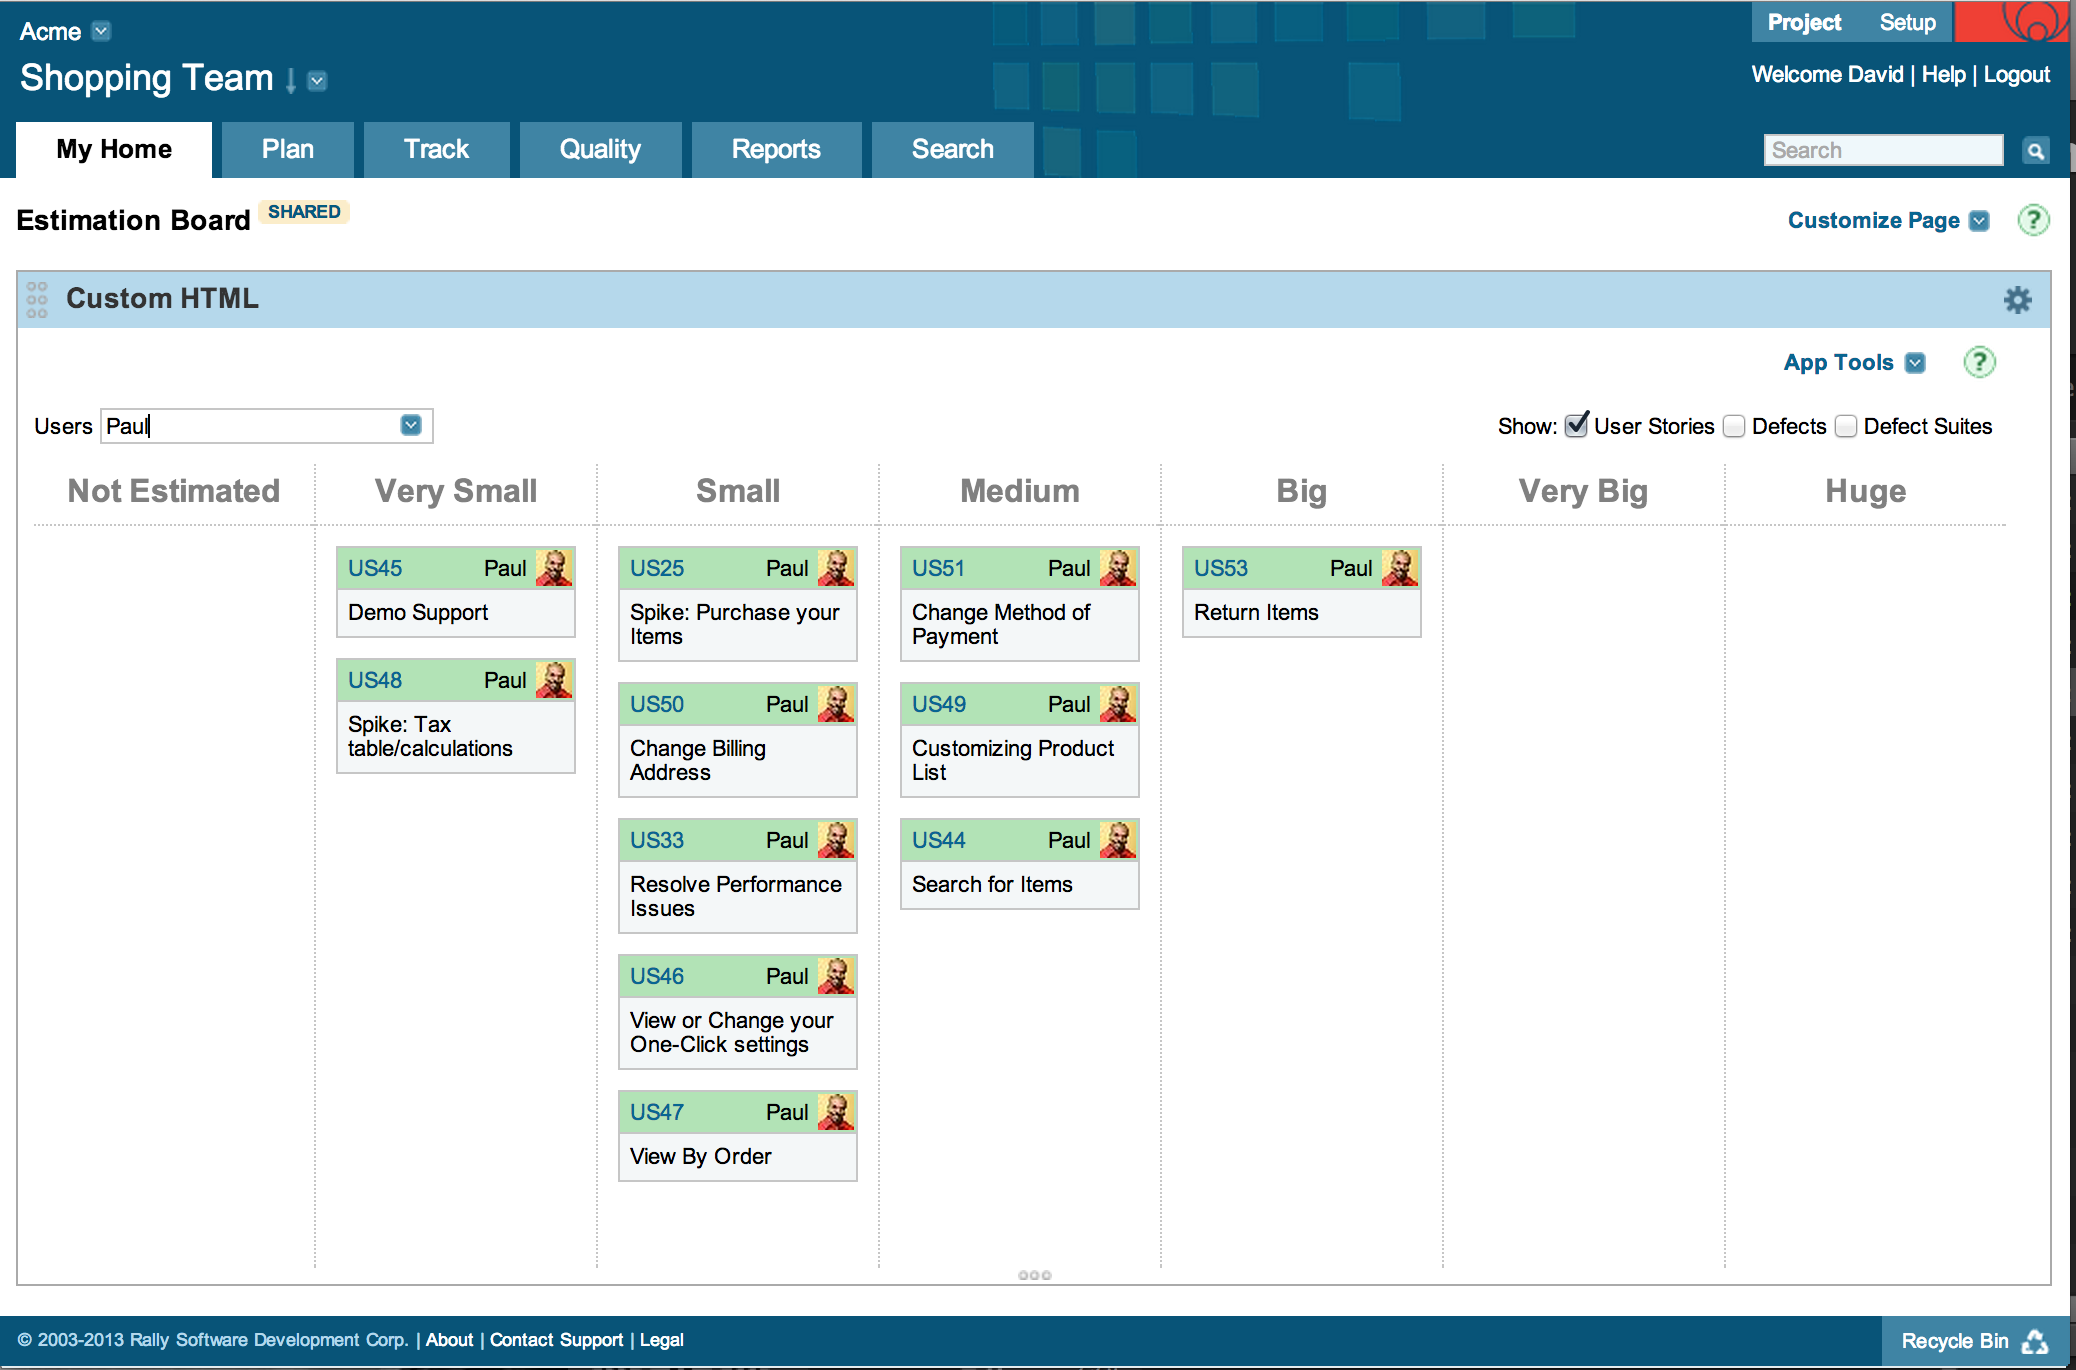 Acme
Project Setup
Shopping Team
Welcome David | Help | Logout
My Home Plan Track Quality Reports Search
Search
Estimation Board SHARED
Customize Page ?
Custom HTML
App Tools ?
Users Paul
Show: User Stories Defects Defect Suites
Not Estimated Very Small Small Medium Big Very Big Huge
US45 Paul
Demo Support
US48 Paul
Spike: Tax
table/calculations
US25 Paul
Spike: Purchase your
Items
US50 Paul
Change Billing
Address
US33 Paul
Resolve Performance
Issues
US46 Paul
View or Change your
One-Click settings
US47 Paul
View By Order
US51 Paul
Change Method of
Payment
US49 Paul
Customizing Product
List
US44 Paul
Search for Items
US53 Paul
Return Items
© 2003-2013 Rally Software Development Corp. | About | Contact Support | Legal
Recycle Bin